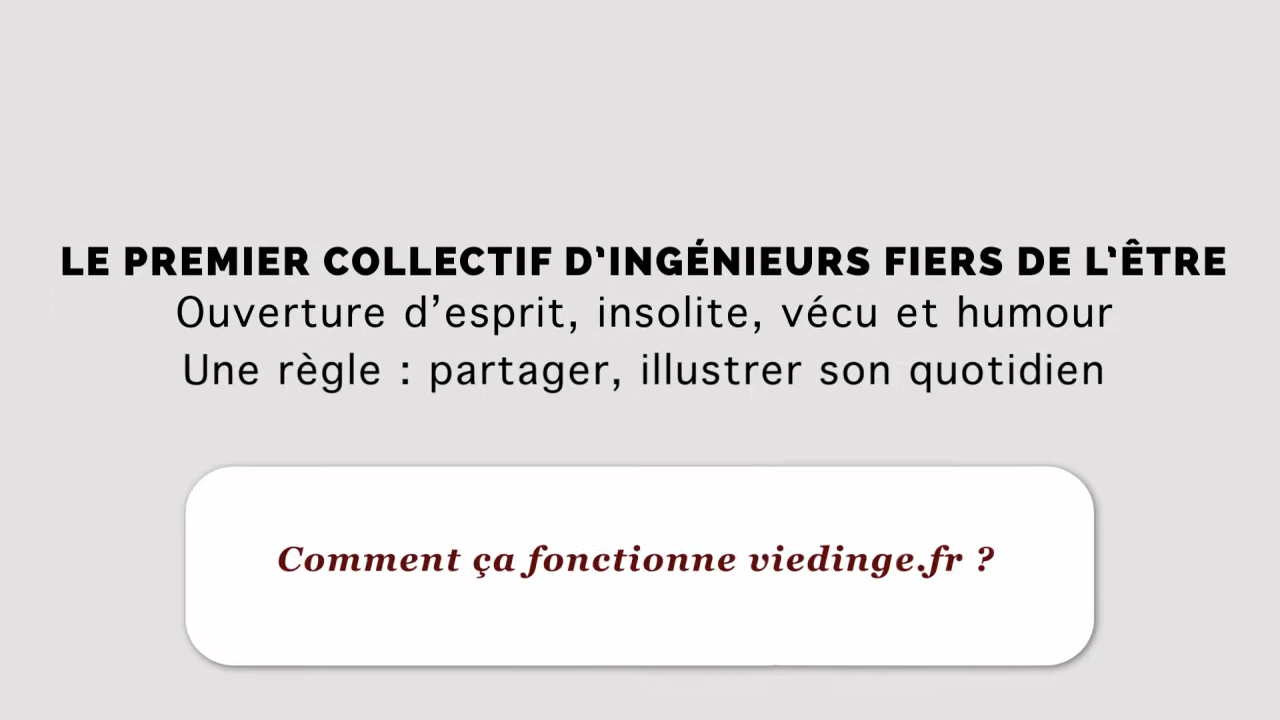 LE PREMIER COLLECTIF D'INGÉNIEURS FIERS DE L'ÊTRE
Ouverture d'esprit, insolite, vécu et humour
Une règle : partager, illustrer son quotidien
Comment ça fonctionne viedinge.fr ?